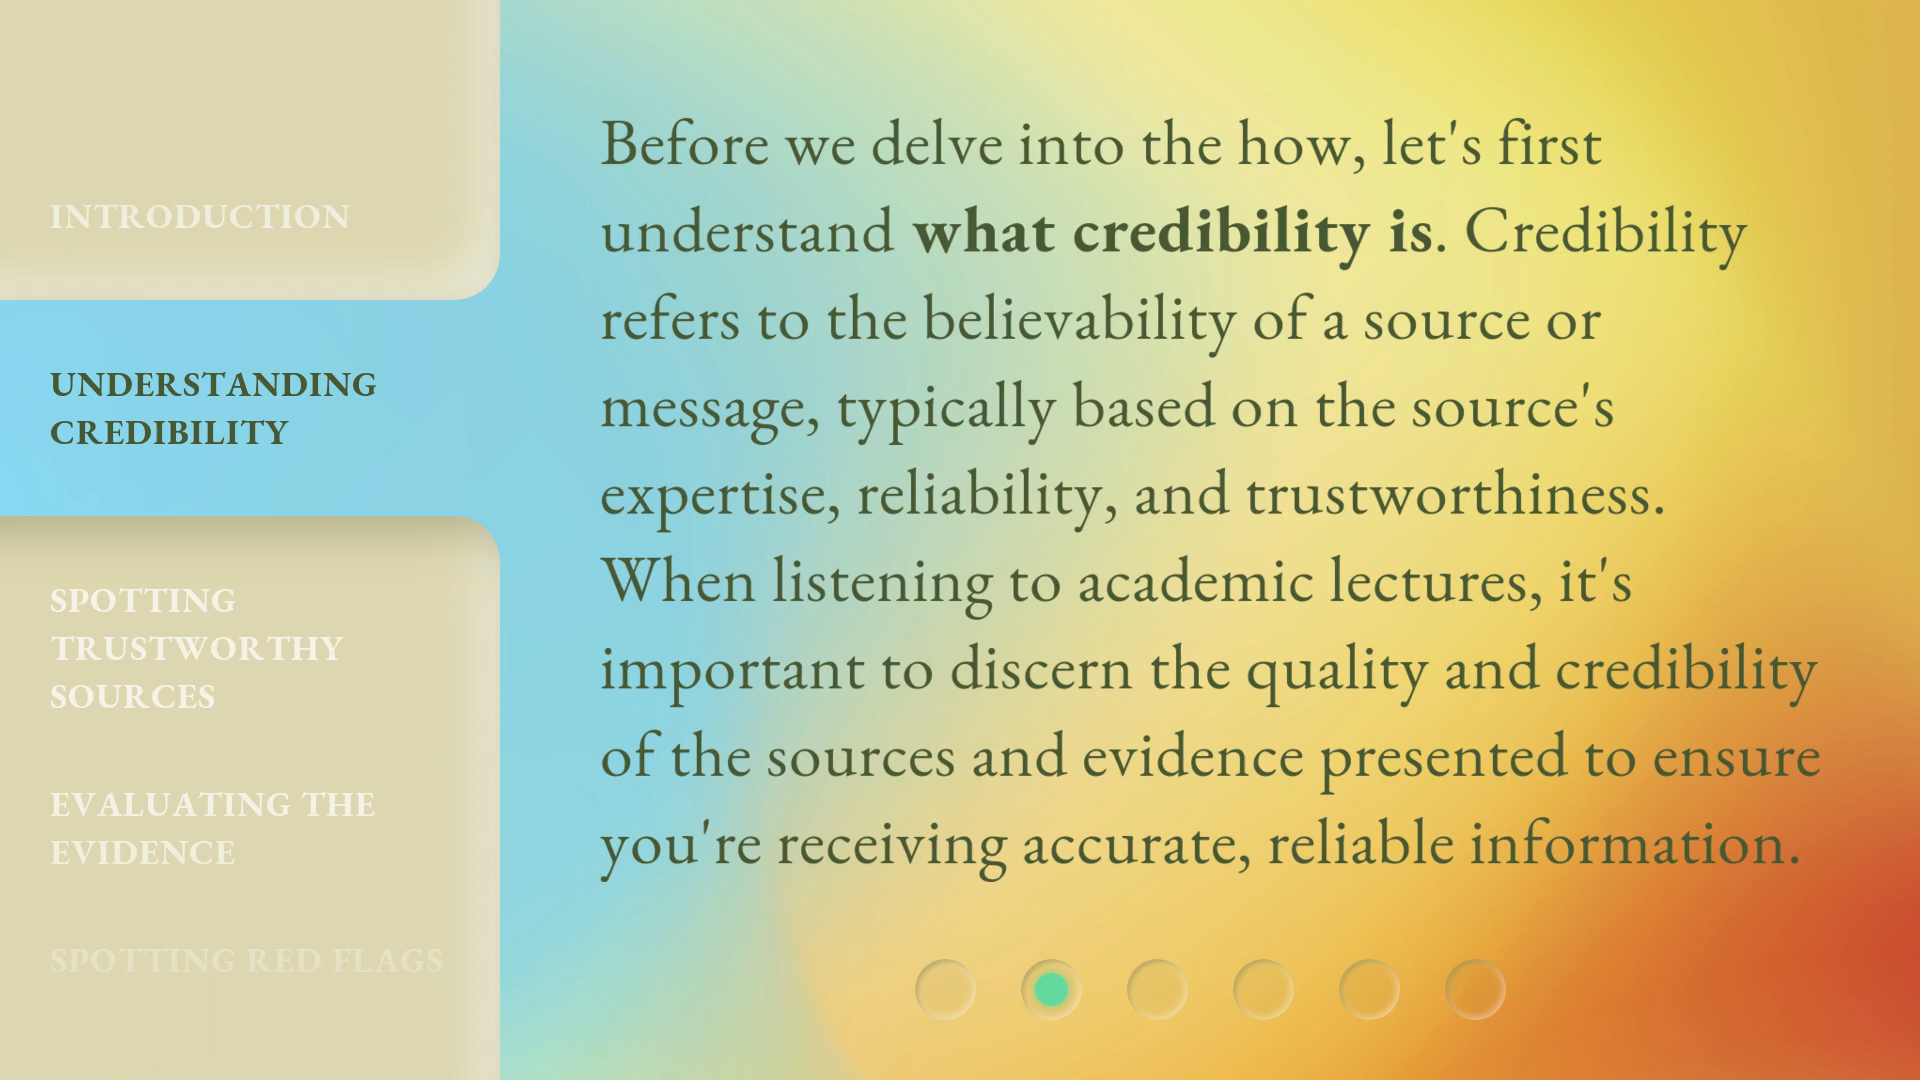 INTRODUCTION
UNDERSTANDING
CREDIBILITY
SPOTTING
TRUSTWORTHY
SOURCES
EVALUATING THE
EVIDENCE
SPOTTING RED FLAGS
Before we delve into the how, let's first
understand what credibility is. Credibility
refers to the believability of a source or
message, typically based on the source's
expertise, reliability, and trustworthiness.
When listening to academic lectures, it's
important to discern the quality and credibility
of the sources and evidence presented to ensure
you're receiving accurate, reliable information.